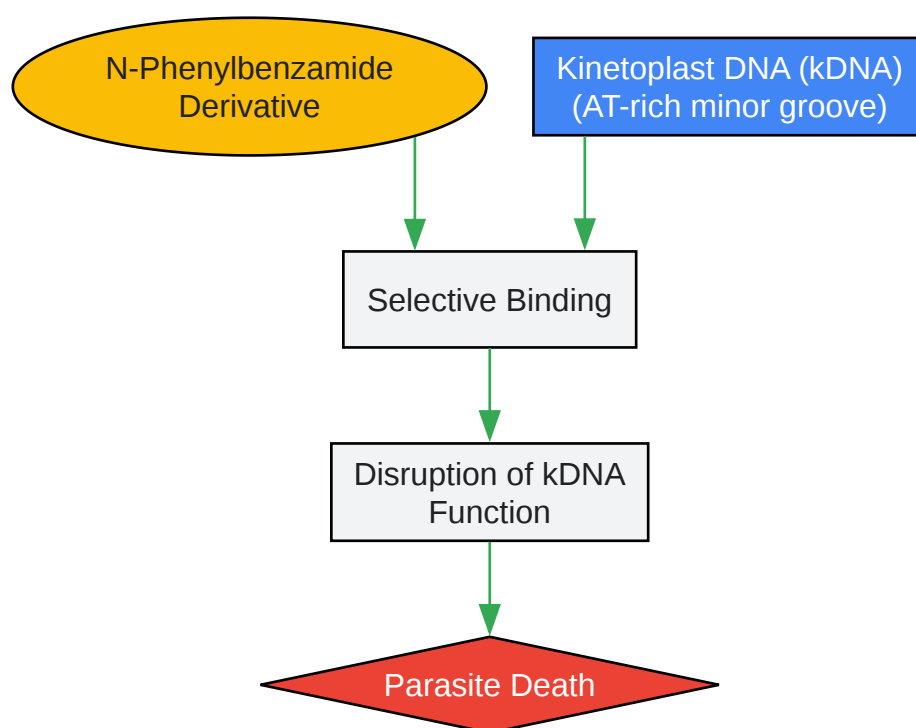 N-Phenylbenzamide
Derivative
Kinetoplast DNA (kDNA)
(AT-rich minor groove)
Selective Binding
Disruption of kDNA
Function
Parasite Death